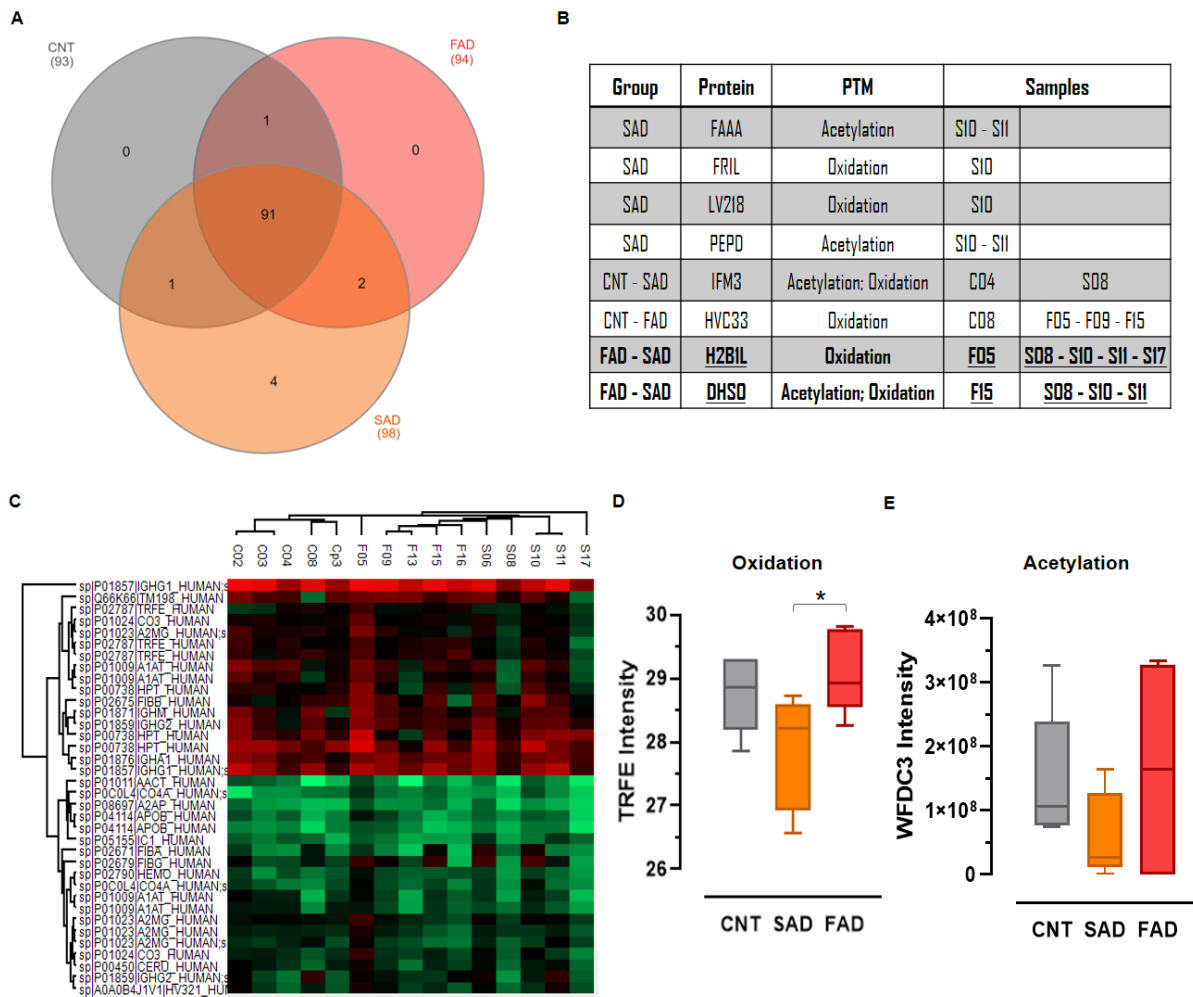 A
CNT
(93)
FAD
(94)
1
0
0
91
1
2
4
SAD
(98)
B
Group Protein PTM Samples
SAD FAAA Acetylation S10 - S11
SAD FRIL Oxidation S10
SAD LV218 Oxidation S10
SAD PEPD Acetylation S10 - S11
CNT - SAD IFM3 Acetylation; Oxidation C04 S08
CNT - FAD HVC33 Oxidation C08 F05 - F09 - F15
FAD - SAD H2B1L Oxidation F05 S08 - S10 - S11 - S17
FAD - SAD DHSO Acetylation; Oxidation F15 S08 - S10 - S11
C
C02 C03 C04 C08 Cp3 F05 F09 F13 F15 F16 S06 S08 S10 S11 S17
sp|P01857|IGHG1_HUMAN;s
sp|Q66K66|TM198_HUMAN
sp|P02787|TRFE_HUMAN
sp|P01024|CO3_HUMAN
sp|P01023|A2MG_HUMAN;s
sp|P02787|TRFE_HUMAN
sp|P02787|TRFE_HUMAN
sp|P01009|A1AT_HUMAN
sp|P01009|A1AT_HUMAN
sp|P00738|HPT_HUMAN
sp|P02675|FIBB_HUMAN
sp|P01871|IGHM_HUMAN
sp|P01859|IGHG2_HUMAN
sp|P00738|HPT_HUMAN
sp|P00738|HPT_HUMAN
sp|P01876|IGHA1_HUMAN
sp|P01857|IGHG1_HUMAN;s
sp|P01011|AACT_HUMAN
sp|P0C0L4|CO4A_HUMAN;s
sp|P08697|A2AP_HUMAN
sp|P04114|APOB_HUMAN
sp|P04114|APOB_HUMAN
sp|P05155|IC1_HUMAN
sp|P02671|FIBA_HUMAN
sp|P02679|FIBG_HUMAN
sp|P02790|HEMO_HUMAN
sp|P0C0L4|CO4A_HUMAN;s
sp|P01009|A1AT_HUMAN
sp|P01009|A1AT_HUMAN
sp|P01023|A2MG_HUMAN
sp|P01023|A2MG_HUMAN
sp|P01023|A2MG_HUMAN;s
sp|P01024|CO3_HUMAN
sp|P00450|CERU_HUMAN
sp|P01859|IGHG2_HUMAN;s
sp|A0A0B4J1V1|HV321_HU
D
Oxidation
TRFE Intensity
30
29
28
27
26
*
CNT SAD FAD
E
Acetylation
WFDC3 Intensity
4×10⁸
3×10⁸
2×10⁸
1×10⁸
0
CNT SAD FAD